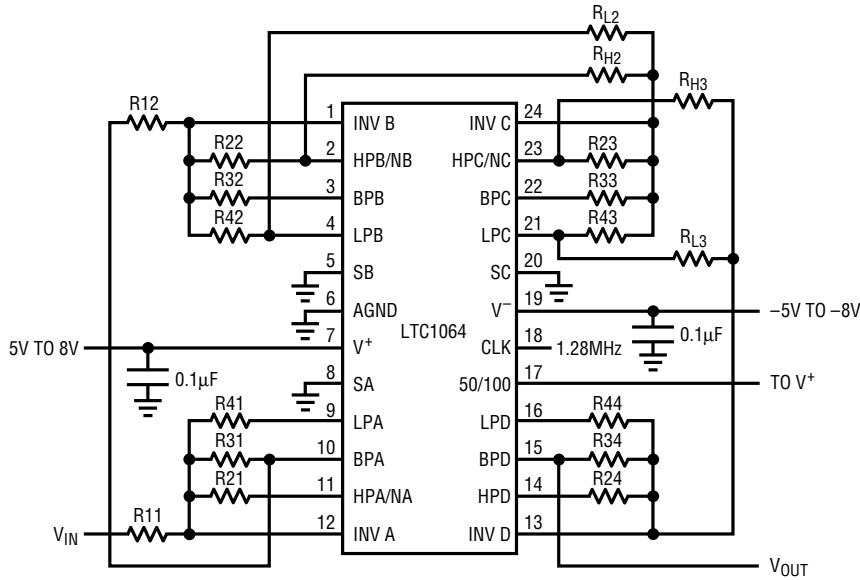 RL2
RH2
RH3
R12
1 INV B INV C 24
R22 2 HPB/NB HPC/NC 23 R23
R32 3 BPB BPC 22 R33
R42 4 LPB LPC 21 R43
RL3
5 SB SC 20
6 AGND V– 19 –5V TO –8V
LTC1064
5V TO 8V 7 V+ CLK 18 1.28MHz 0.1μF
0.1μF 8 SA 50/100 17 TO V+
R41 9 LPA LPD 16 R44
R31 10 BPA BPD 15 R34
R21 11 HPA/NA HPD 14 R24
VIN R11 12 INV A INV D 13
VOUT